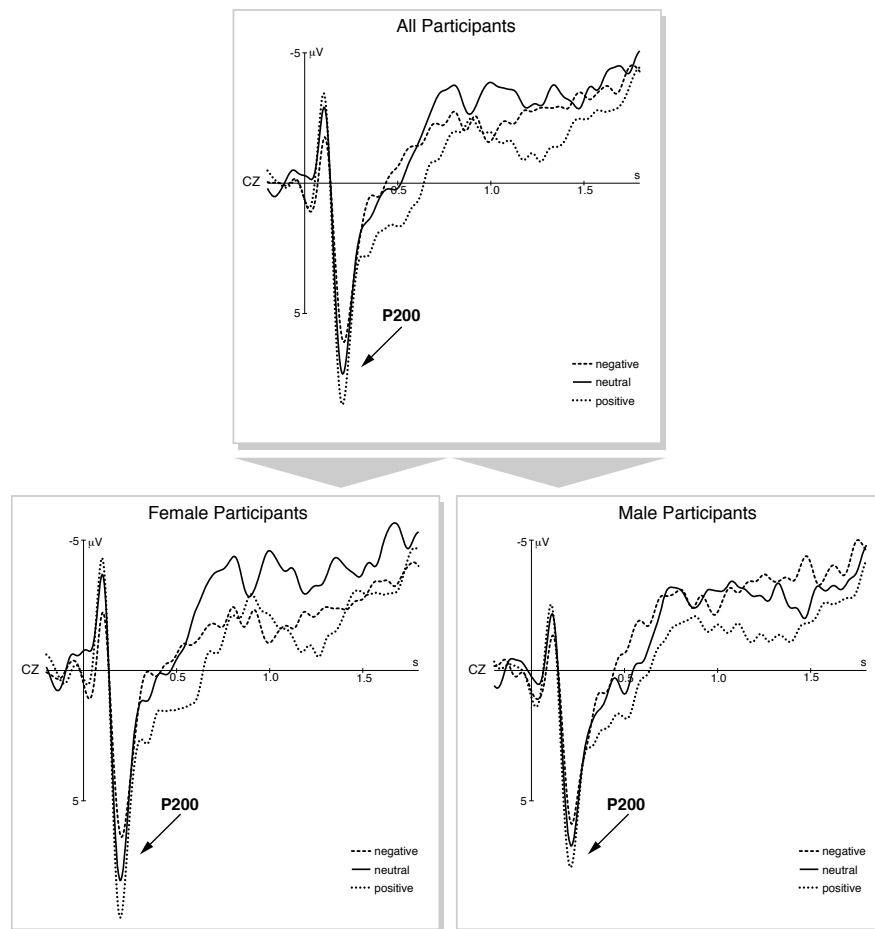 All Participants
-5 µV
CZ
0.5 1.0 1.5 s
5
P200
negative
neutral
positive
Female Participants
-5 µV
CZ
0.5 1.0 1.5 s
5
P200
negative
neutral
positive
Male Participants
-5 µV
CZ
0.5 1.0 1.5 s
5
P200
negative
neutral
positive